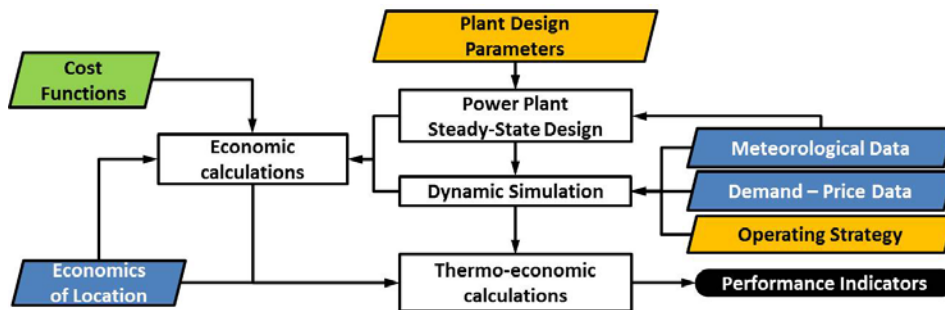 Plant Design
Parameters
Cost
Functions
Power Plant
Steady-State Design
Economic
calculations
Meteorological Data
Dynamic Simulation
Demand – Price Data
Operating Strategy
Economics
of Location
Thermo-economic
calculations
Performance Indicators